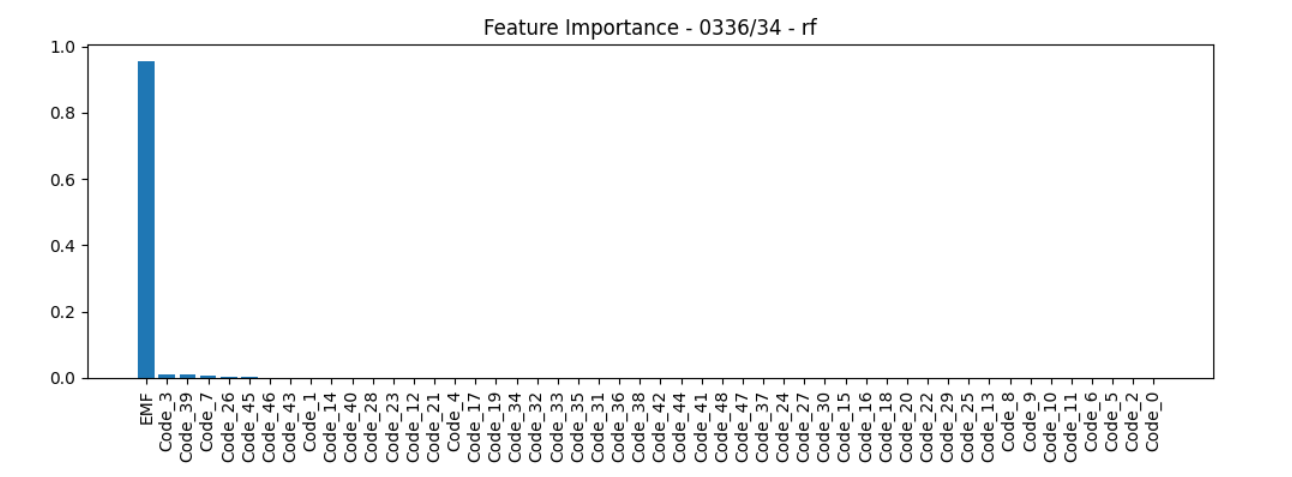 Feature Importance - 0336/34 - rf
1.0
0.8
0.6
0.4
0.2
0.0
EMF
Code_3
Code_39
Code_7
Code_26
Code_45
Code_46
Code_43
Code_1
Code_14
Code_40
Code_28
Code_23
Code_12
Code_21
Code_4
Code_17
Code_19
Code_34
Code_32
Code_33
Code_35
Code_31
Code_36
Code_38
Code_42
Code_44
Code_41
Code_48
Code_47
Code_37
Code_24
Code_27
Code_30
Code_15
Code_16
Code_18
Code_20
Code_22
Code_29
Code_25
Code_13
Code_8
Code_9
Code_10
Code_11
Code_6
Code_5
Code_2
Code_0